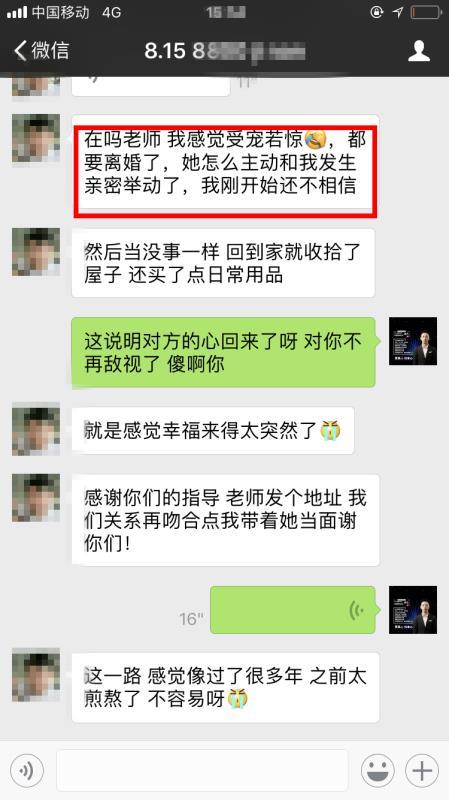 中国移动 4G
15
微信
8.15 8
11"
在吗老师 我感觉受宠若惊，都
要离婚了，她怎么主动和我发生
亲密举动了，我刚开始还不相信
然后当没事一样 回到家就收拾了
屋子 还买了点日常用品
这说明对方的心回来了呀 对你不
再敌视了 傻啊你
就是感觉幸福来得太突然了
感谢你们的指导 老师发个地址 我
们关系再吻合点我带着她当面谢
你们！
16"
这一路 感觉像过了很多年 之前太
煎熬了 不容易呀